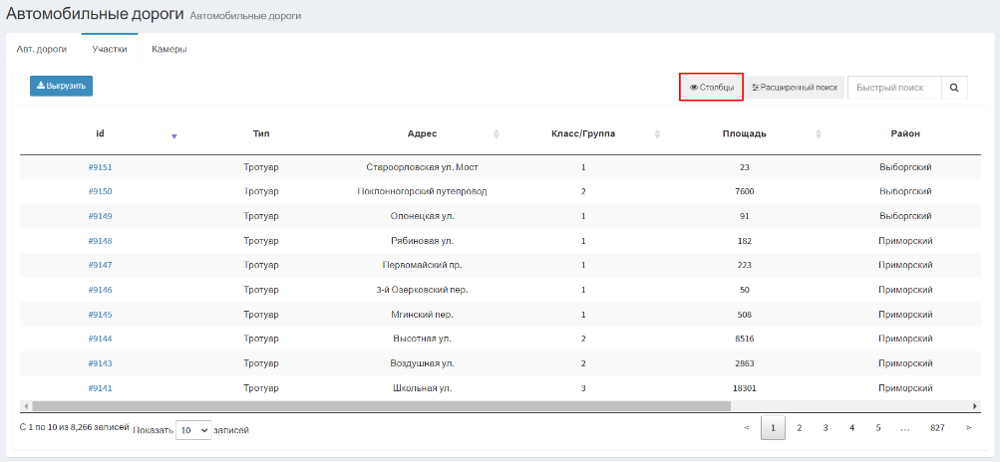 Автомобильные дороги Автомобильные дороги
Авт. дороги Участки Камеры
Выгрузить Столбцы Расширенный поиск Быстрый поиск
id Тип Адрес Класс/Группа Площадь Район
#9151 Тротуар Староорловская ул. Мост 1 23 Выборгский
#9150 Тротуар Поклонногорский путепровод 2 7600 Выборгский
#9149 Тротуар Олонецкая ул. 1 91 Выборгский
#9148 Тротуар Рябиновая ул. 1 182 Приморский
#9147 Тротуар Первомайский пр. 1 223 Приморский
#9146 Тротуар 3-й Озерковский пер. 1 50 Приморский
#9145 Тротуар Мгинский пер. 1 508 Приморский
#9144 Тротуар Высотная ул. 2 8516 Приморский
#9143 Тротуар Воздушная ул. 2 2863 Приморский
#9141 Тротуар Школьная ул. 3 18301 Приморский
С 1 по 10 из 8,266 записей Показать 10 записей < 1 2 3 4 5 ... 827 >